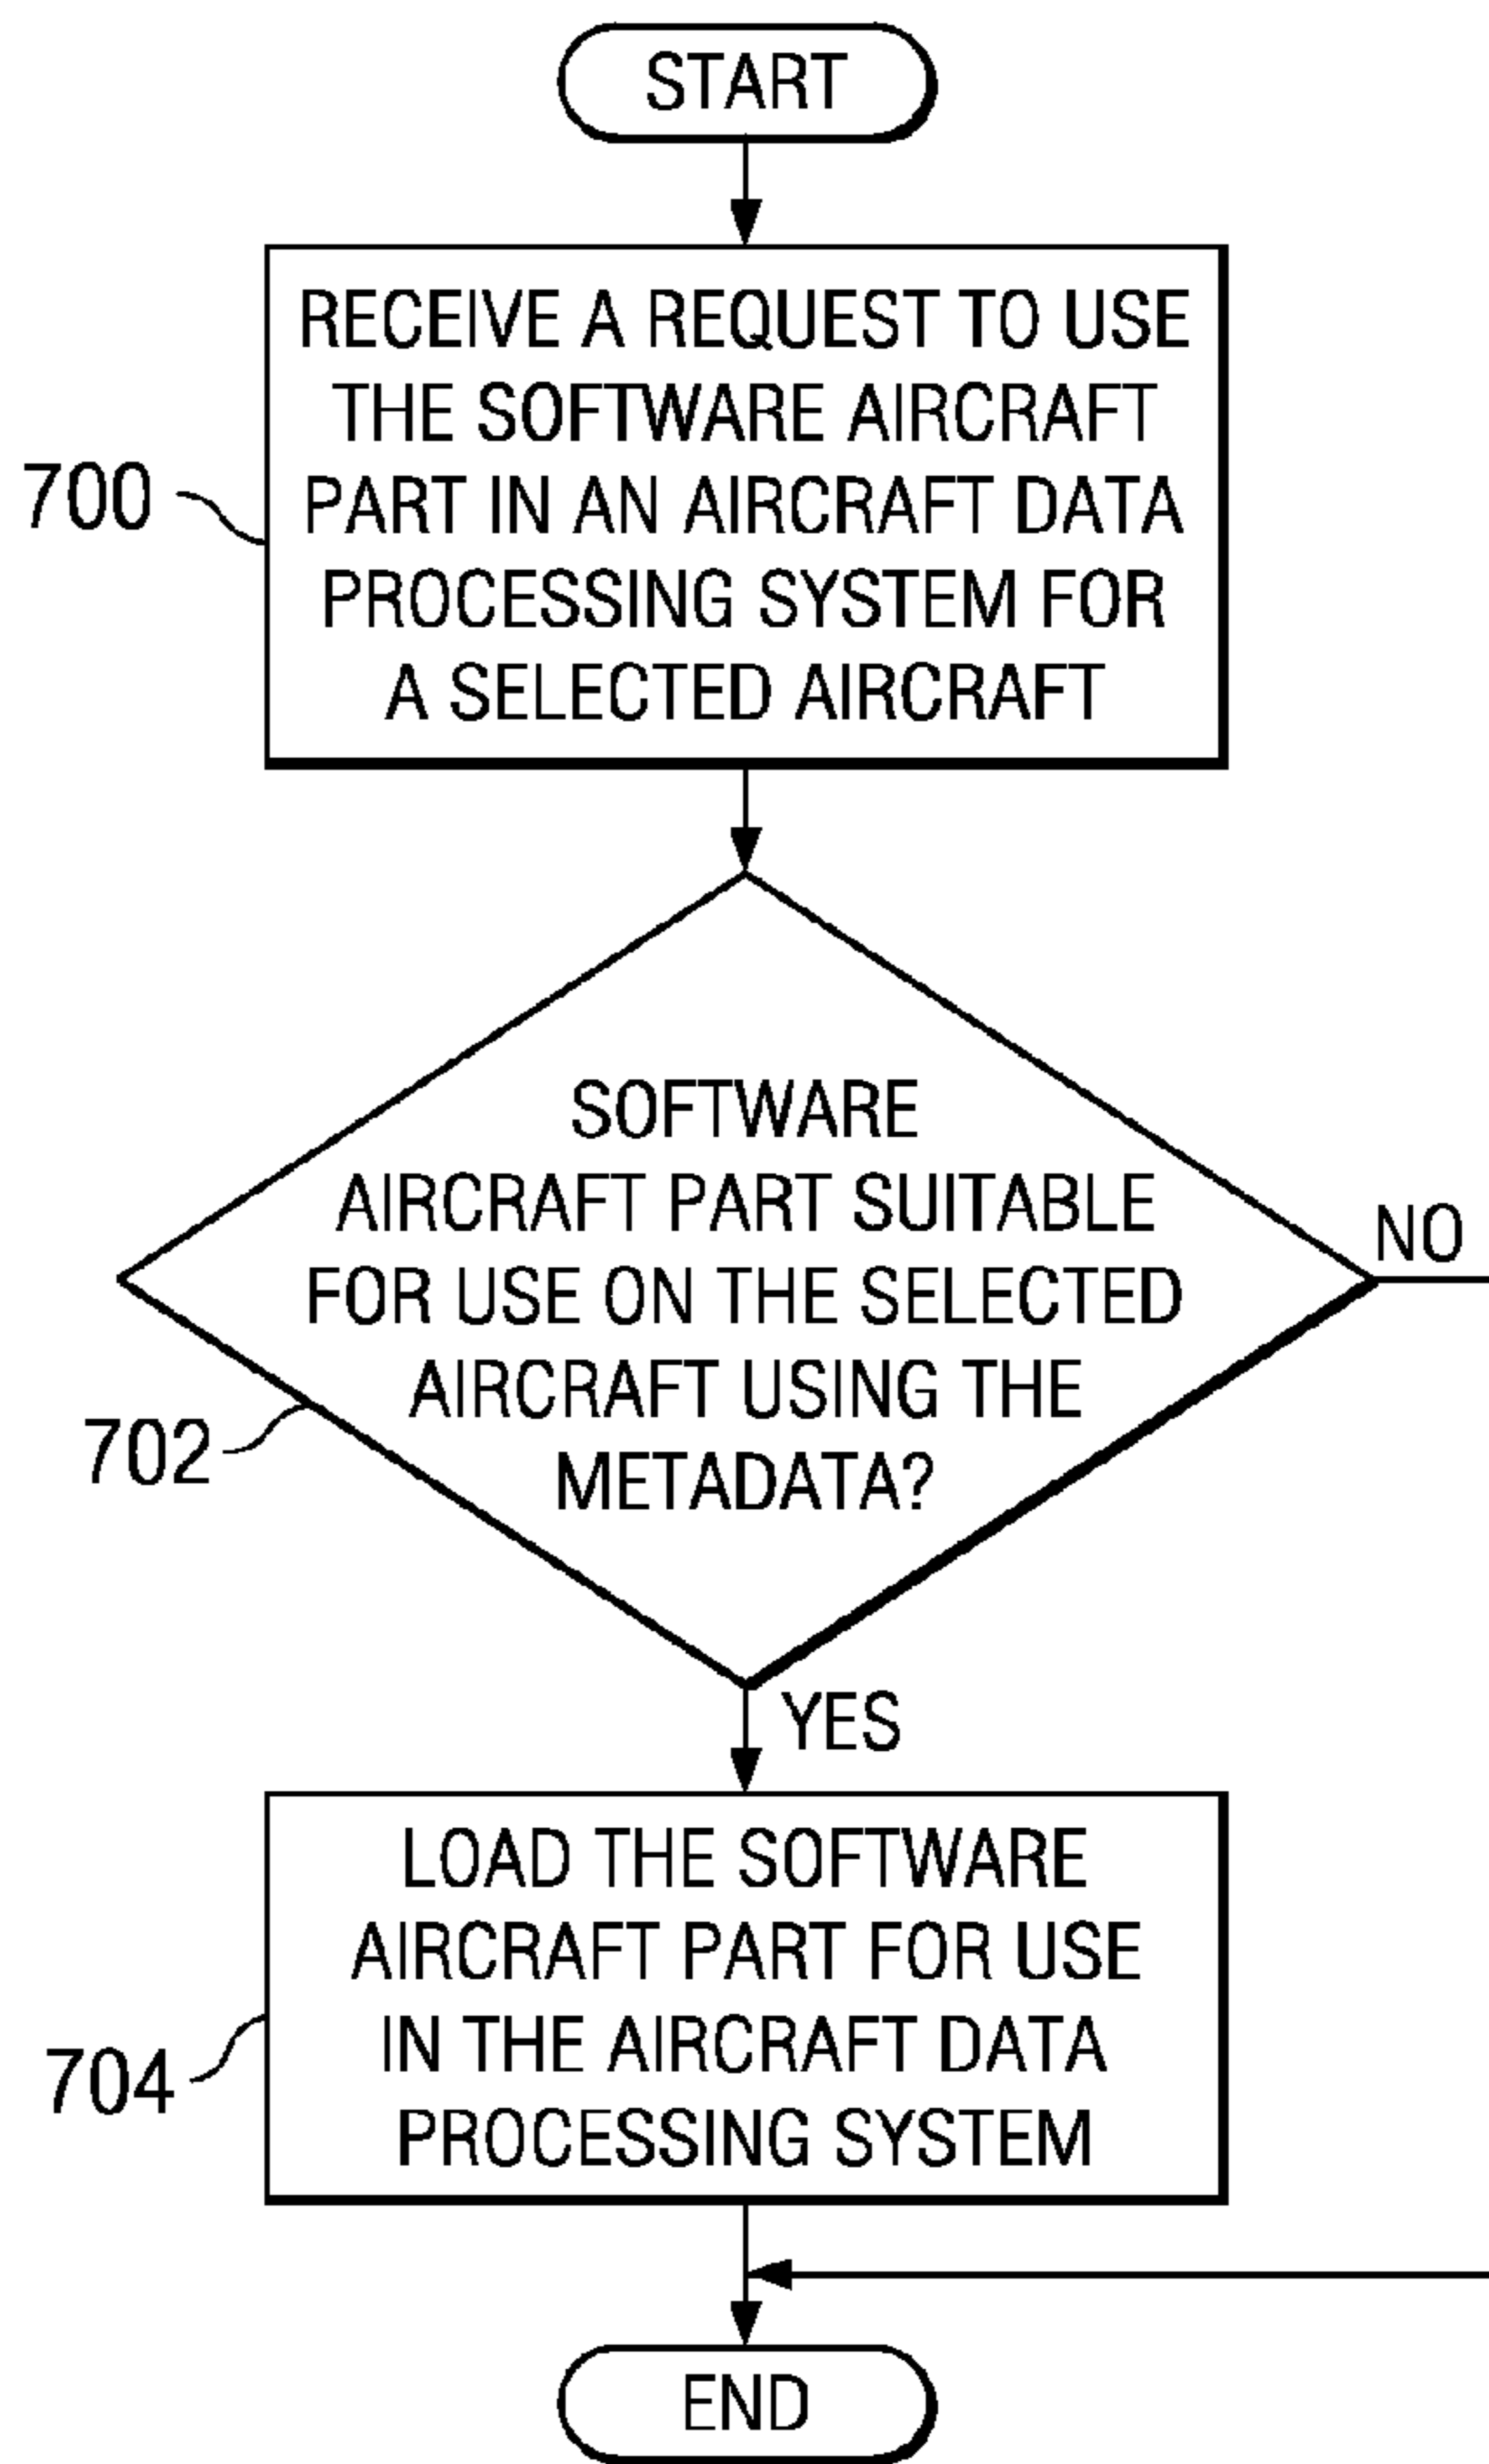 START
RECEIVE A REQUEST TO USE
THE SOFTWARE AIRCRAFT
PART IN AN AIRCRAFT DATA
PROCESSING SYSTEM FOR
A SELECTED AIRCRAFT
700
SOFTWARE
AIRCRAFT PART SUITABLE
FOR USE ON THE SELECTED
AIRCRAFT USING THE
METADATA?
NO
702
YES
LOAD THE SOFTWARE
AIRCRAFT PART FOR USE
IN THE AIRCRAFT DATA
PROCESSING SYSTEM
704
END